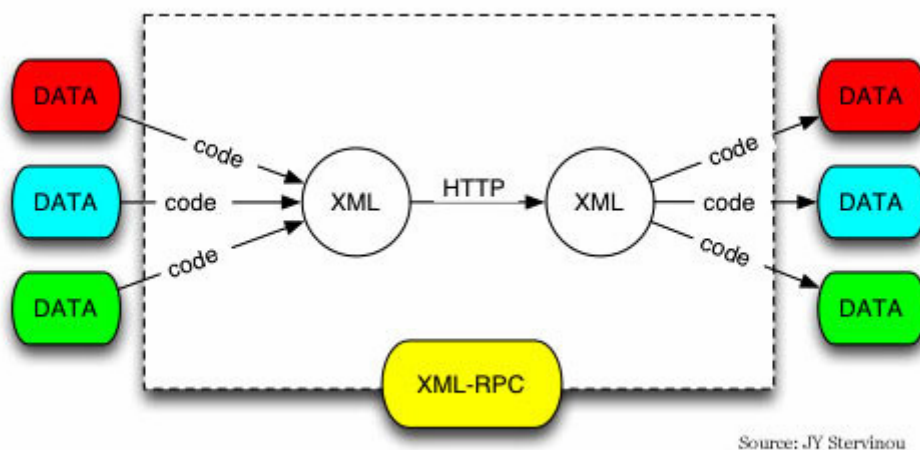 DATA
DATA
DATA
code
code
code
XML
HTTP
XML
code
code
code
DATA
DATA
DATA
XML-RPC
Source: JY Stervinou